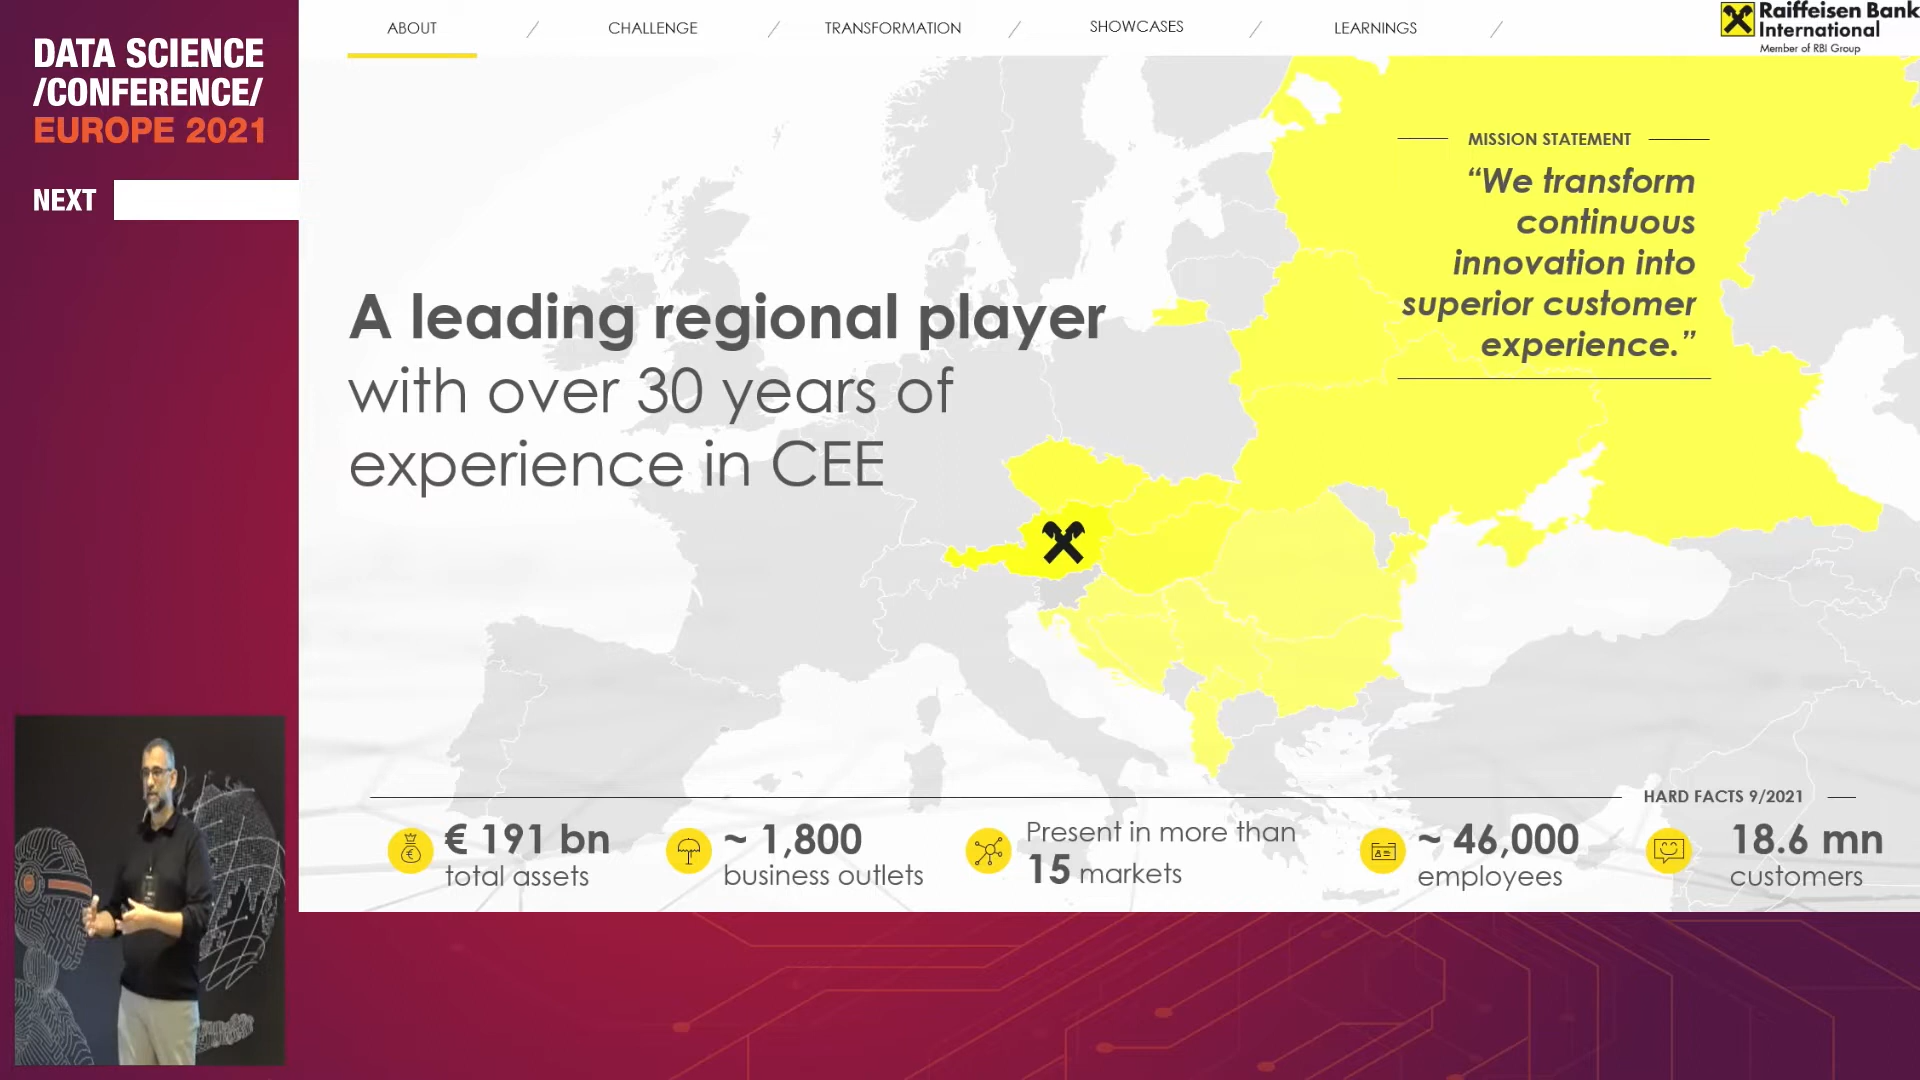 DATA SCIENCE
/CONFERENCE/
EUROPE 2021
NEXT
ABOUT / CHALLENGE / TRANSFORMATION / SHOWCASES / LEARNINGS /
Raiffeisen Bank
International
Member of RBI Group
MISSION STATEMENT
“We transform
continuous
innovation into
superior customer
experience.”
A leading regional player
with over 30 years of
experience in CEE
HARD FACTS 9/2021
€ 191 bn
total assets
~ 1,800
business outlets
Present in more than
15 markets
~ 46,000
employees
18.6 mn
customers